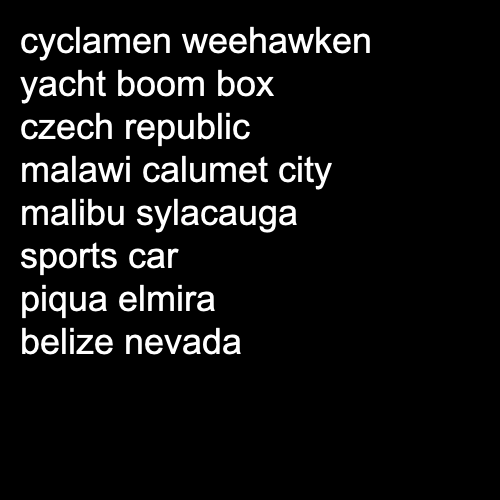 cyclamen weehawken
yacht boom box
czech republic
malawi calumet city
malibu sylacauga
sports car
piqua elmira
belize nevada